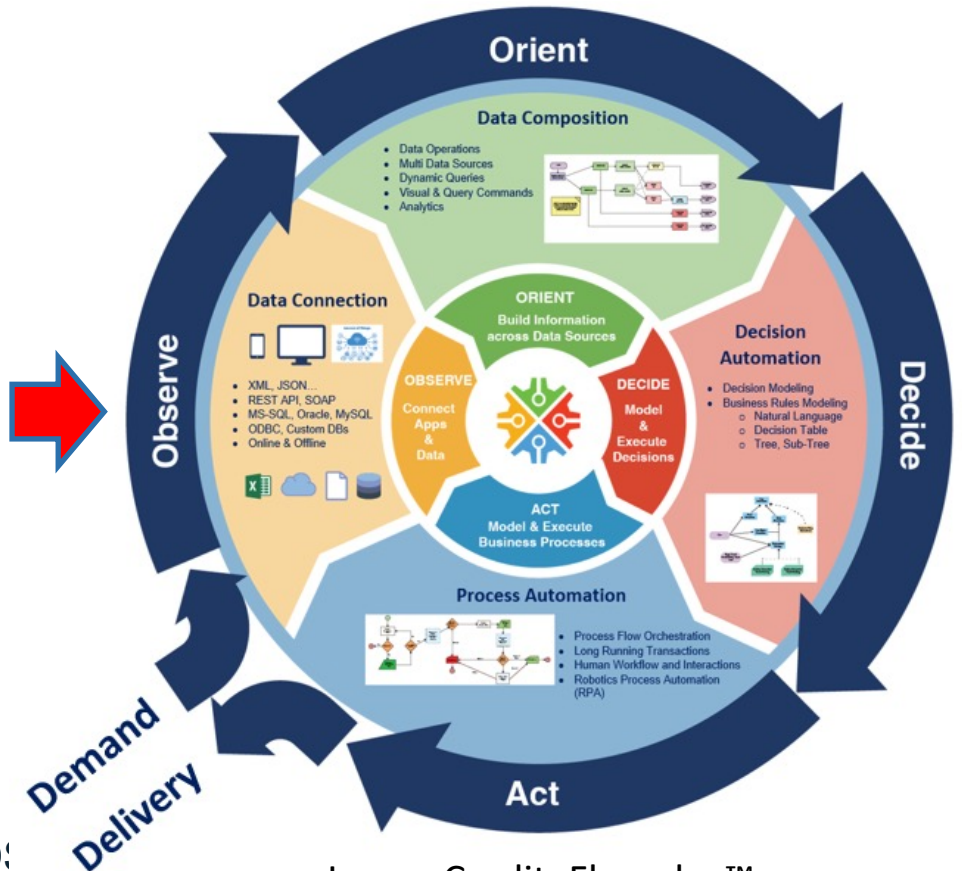 Orient
Data Composition
• Data Operations
• Multi Data Sources
• Dynamic Queries
• Visual & Query Commands
• Analytics
Observe
Data Connection
• XML, JSON...
• REST API, SOAP
• MS-SQL, Oracle, MySQL
• ODBC, Custom DBs
• Online & Offline
ORIENT
Build Information
across Data Sources
OBSERVE
Connect
Apps
&
Data
DECIDE
Model
&
Execute
Decisions
ACT
Model & Execute
Business Processes
Decision
Automation
• Decision Modeling
• Business Rules Modeling
o Natural Language
o Decision Table
o Tree, Sub-Tree
Decide
Process Automation
• Process Flow Orchestration
• Long Running Transactions
• Human Workflow and Interactions
• Robotics Process Automation
(RPA)
Act
Demand
Delivery